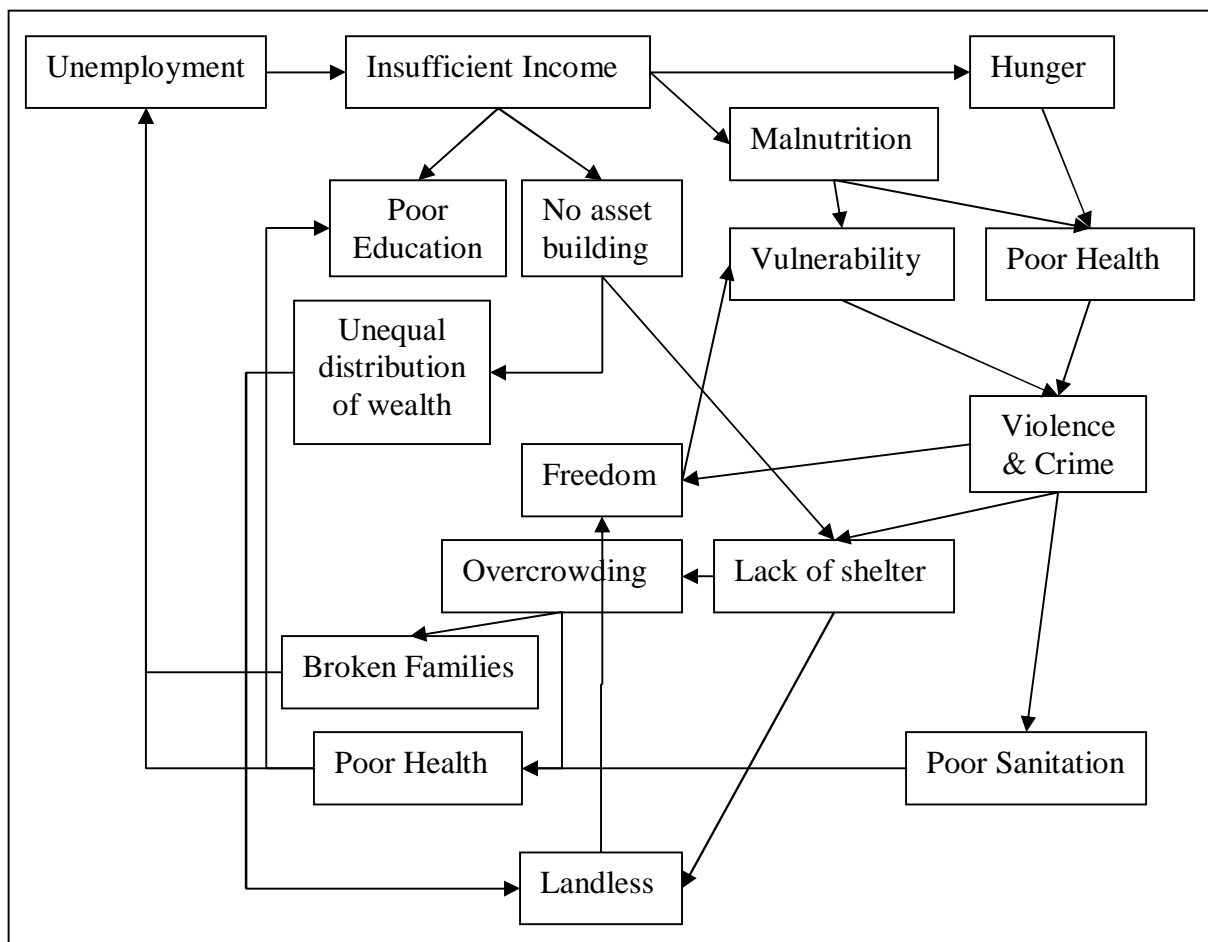 Unemployment
Insufficient Income
Hunger
Malnutrition
Poor
Education
No asset
building
Vulnerability
Poor Health
Unequal
distribution
of wealth
Violence
& Crime
Freedom
Overcrowding
Lack of shelter
Broken Families
Poor Health
Poor Sanitation
Landless